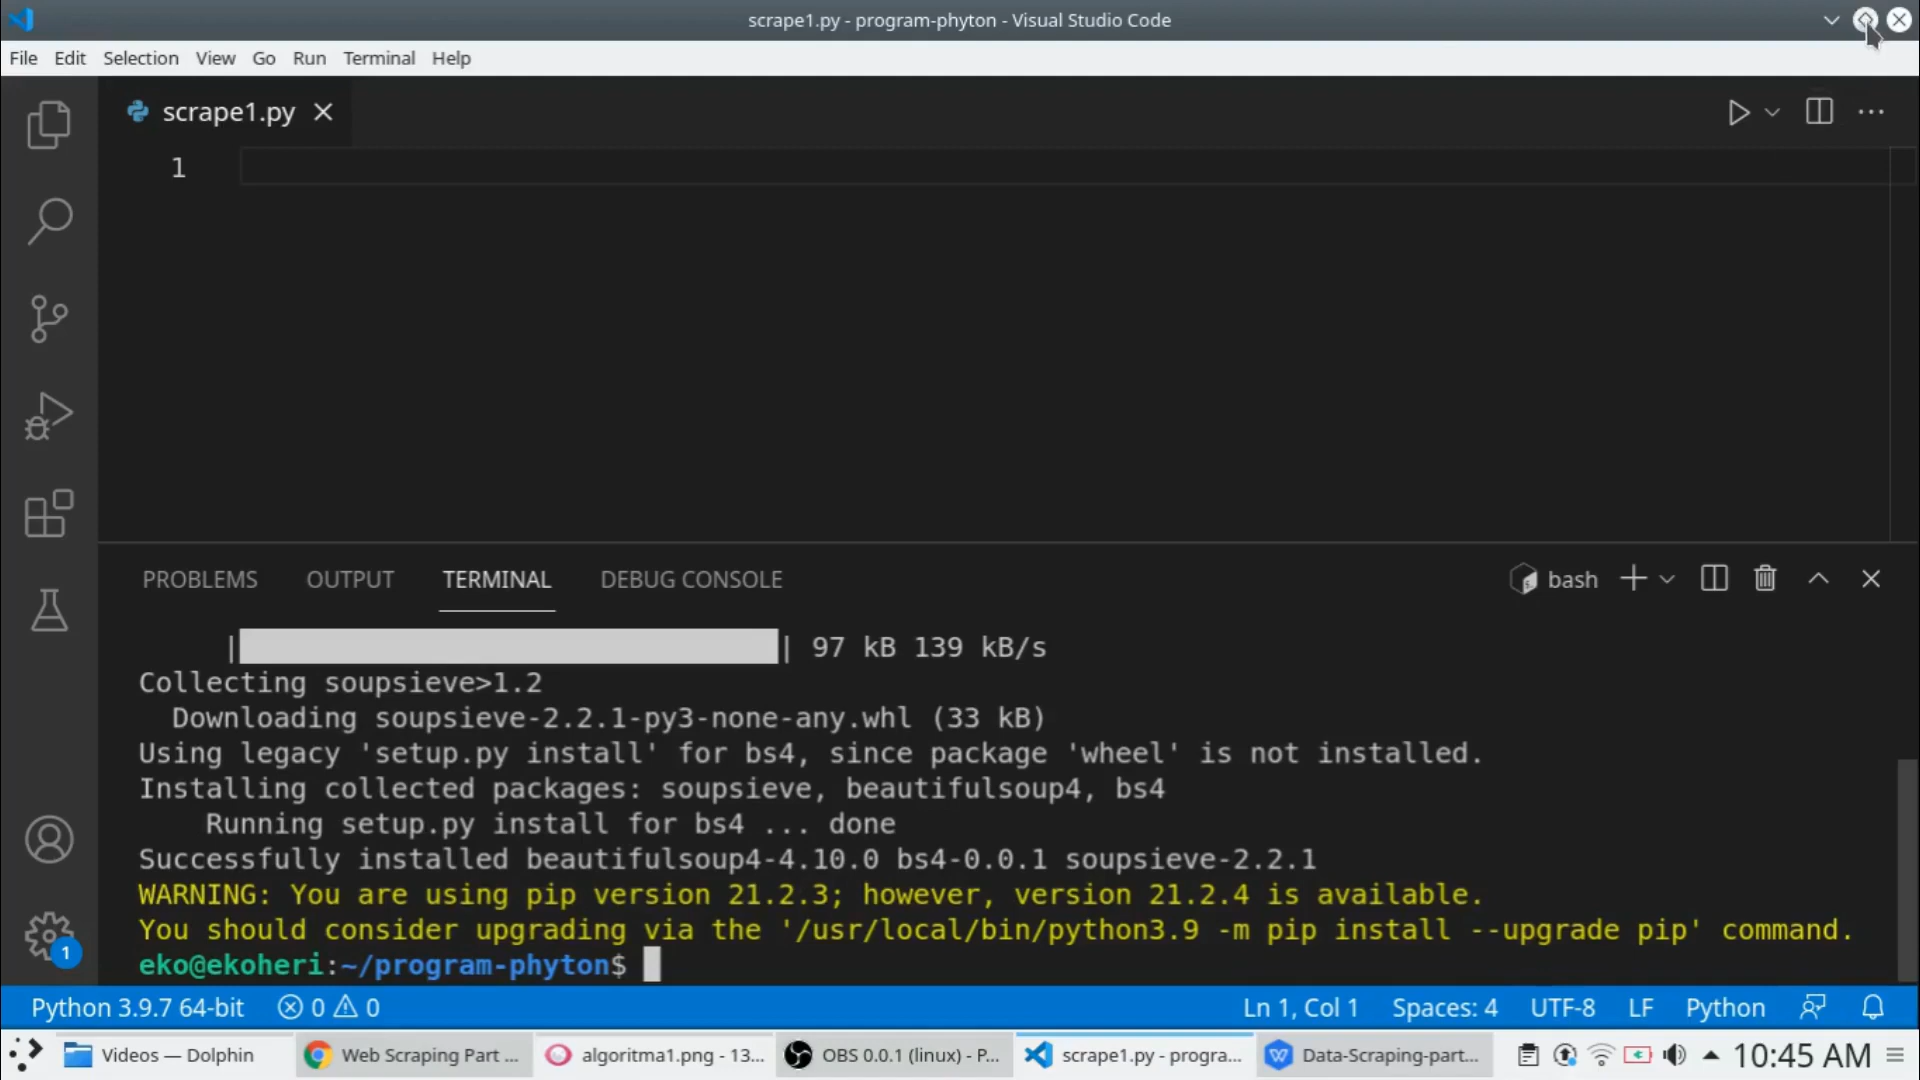 scrape1.py - program-phyton - Visual Studio Code
File Edit Selection View Go Run Terminal Help
scrape1.py
1
PROBLEMS OUTPUT TERMINAL DEBUG CONSOLE
bash
| | 97 kB 139 kB/s
Collecting soupsieve>1.2
Downloading soupsieve-2.2.1-py3-none-any.whl (33 kB)
Using legacy 'setup.py install' for bs4, since package 'wheel' is not installed.
Installing collected packages: soupsieve, beautifulsoup4, bs4
Running setup.py install for bs4 ... done
Successfully installed beautifulsoup4-4.10.0 bs4-0.0.1 soupsieve-2.2.1
WARNING: You are using pip version 21.2.3; however, version 21.2.4 is available.
You should consider upgrading via the '/usr/local/bin/python3.9 -m pip install --upgrade pip' command.
eko@ekoheri:~/program-phyton$
1
Python 3.9.7 64-bit 0 0 Ln 1, Col 1 Spaces: 4 UTF-8 LF Python
Videos — Dolphin Web Scraping Part ... algoritma1.png - 13... OBS 0.0.1 (linux) - P... scrape1.py - progra... Data-Scraping-part... 10:45 AM